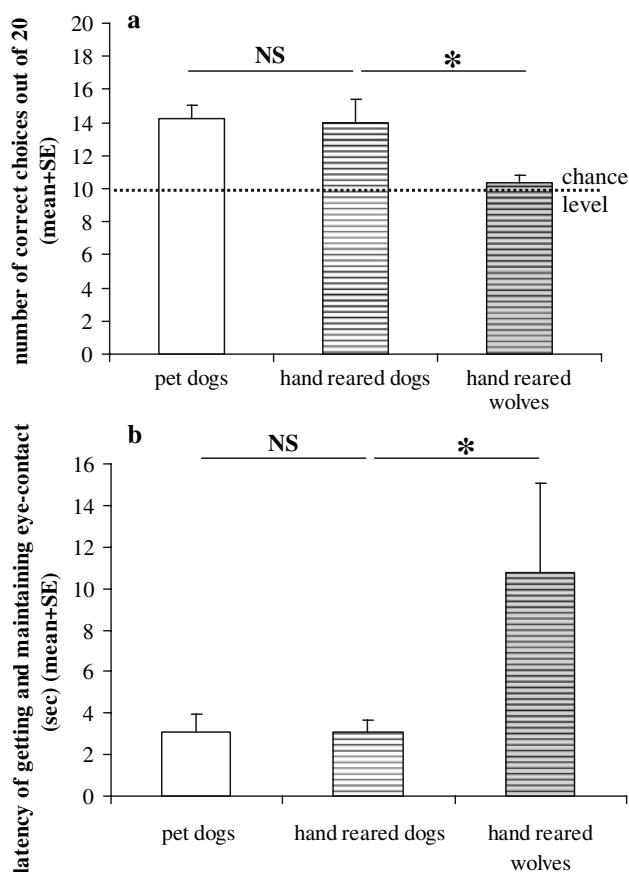 a
number of correct choices out of 20
(mean+SE)
20
18
16
14
12
10
8
6
4
2
0
NS
*
chance
level
pet dogs
hand reared dogs
hand reared
wolves
b
latency of getting and maintaining eye-contact
(sec) (mean+SE)
16
14
12
10
8
6
4
2
0
NS
*
pet dogs
hand reared dogs
hand reared
wolves